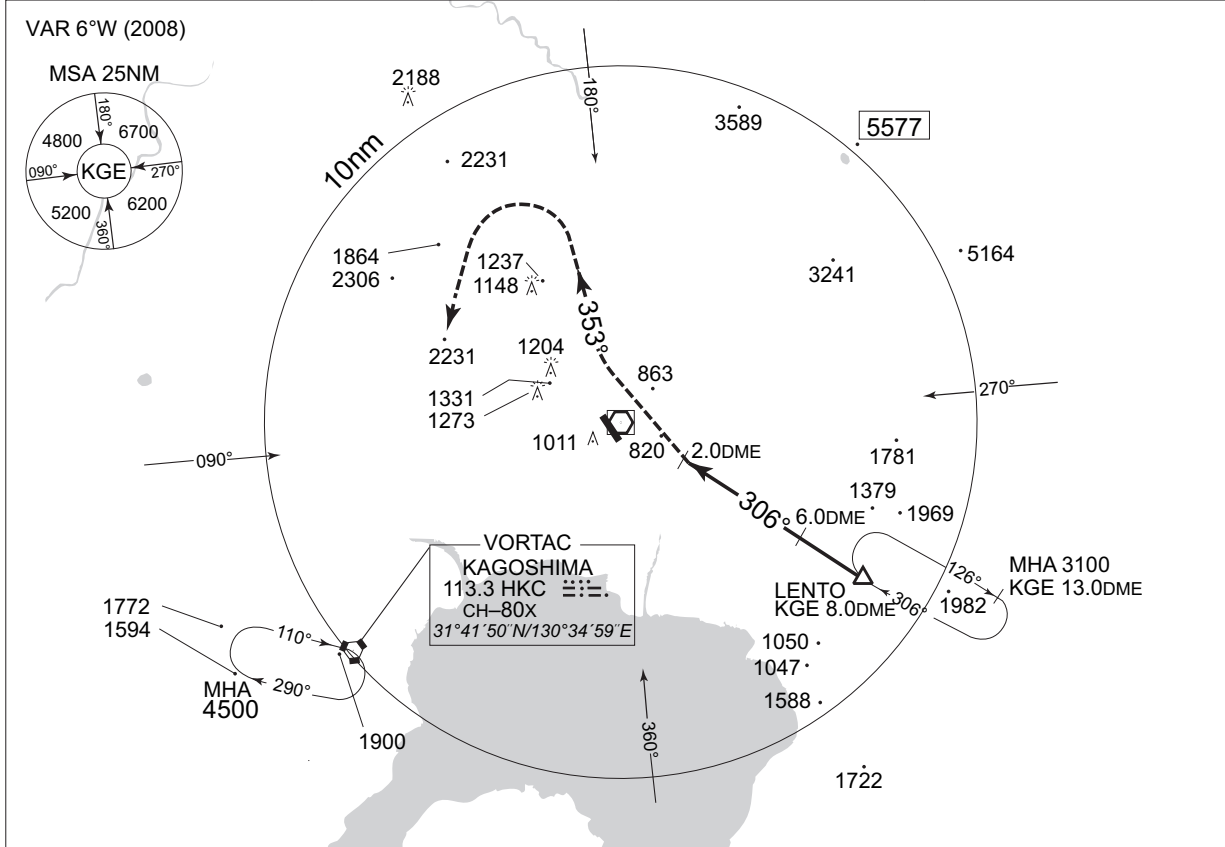 VAR 6°W (2008)
MSA 25NM
180°
4800
6700
090°
KGE
270°
5200
6200
360°
2188
180°
3589
5577
10nm
2231
1864
2306
1237
1148
3241
5164
353°
2231
1204
863
270°
1331
1273
1011
820
2.0DME
1781
090°
1379
1969
306°
6.0DME
VORTAC
KAGOSHIMA
113.3 HKC
CH–80X
31°41´50˝N/130°34´59˝E
126°
MHA 3100
KGE 13.0DME
LENTO
KGE 8.0DME
306°
1982
1772
1594
110°
1050
1047
290°
MHA
4500
1588
1900
360°
1722